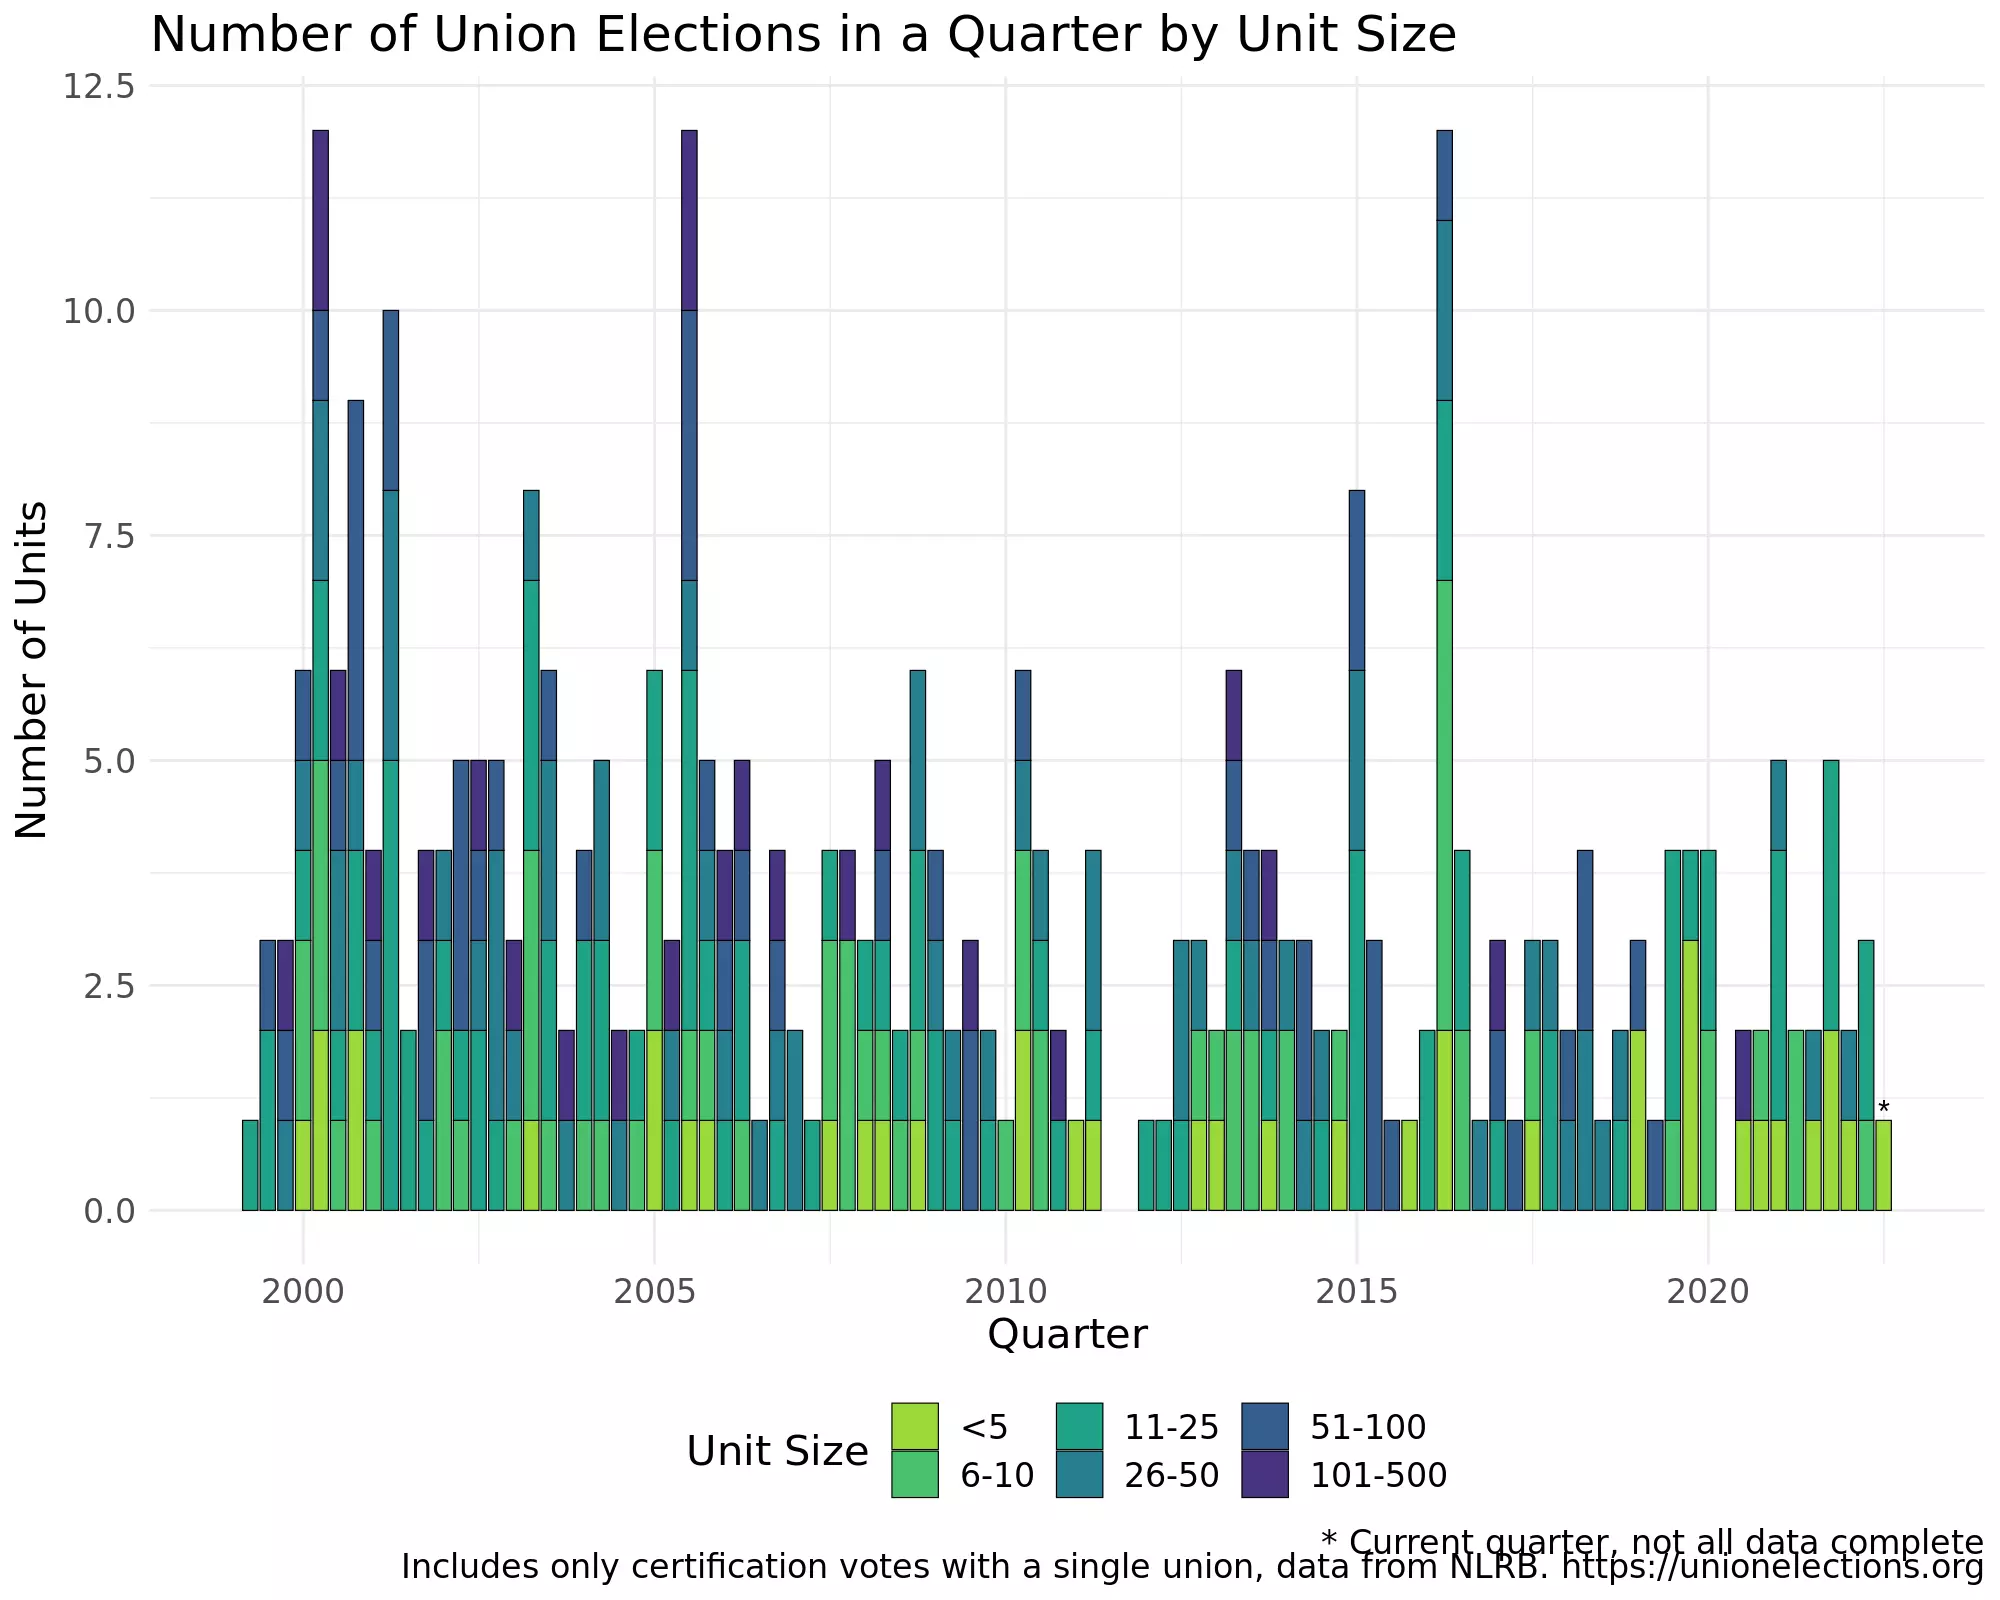 Number of Union Elections in a Quarter by Unit Size
12.5
10.0
7.5
5.0
2.5
0.0
Number of Units
*
2000 2005 2010 2015 2020
Quarter
Unit Size
<5 11-25 51-100
6-10 26-50 101-500
* Current quarter, not all data complete
Includes only certification votes with a single union, data from NLRB. https://unionelections.org